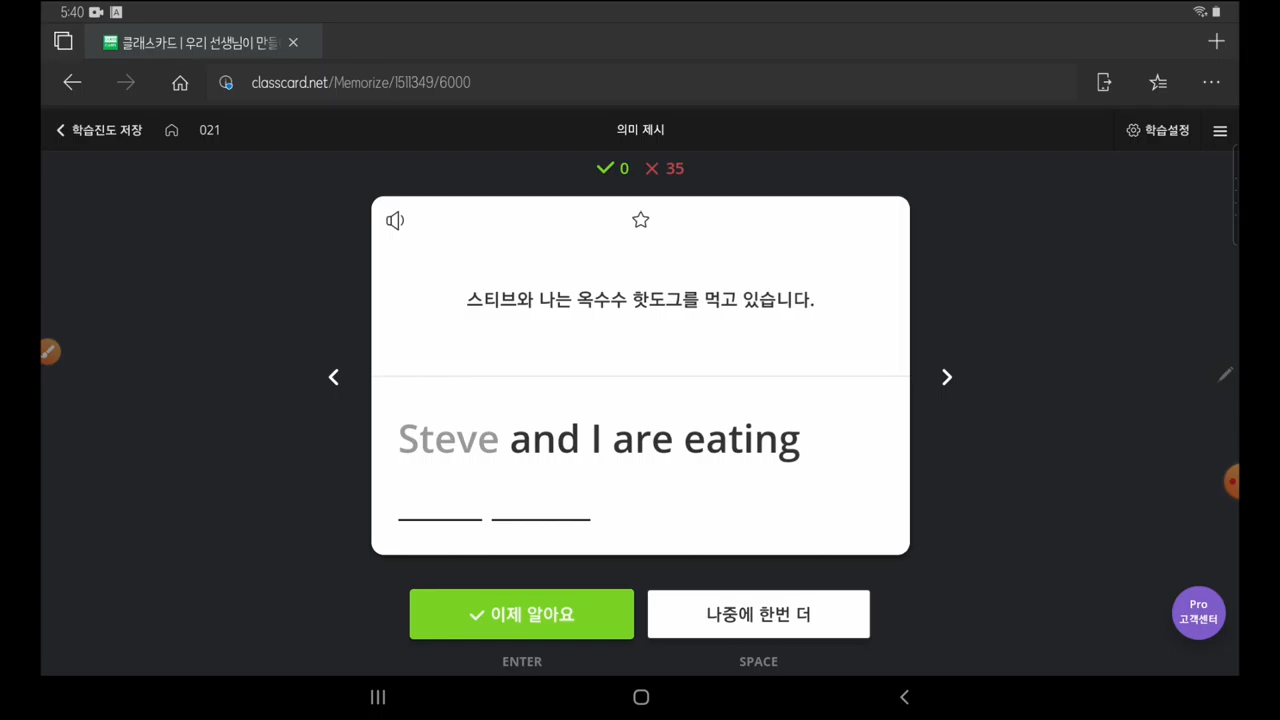 5:40
클래스카드 | 우리 선생님이 만들
classcard.net/Memorize/1511349/6000
학습진도 저장
021
의미 제시
학습설정
0
35
스티브와 나는 옥수수 핫도그를 먹고 있습니다.
Steve and I are eating
이제 알아요
나중에 한번 더
Pro
고객센터
ENTER
SPACE